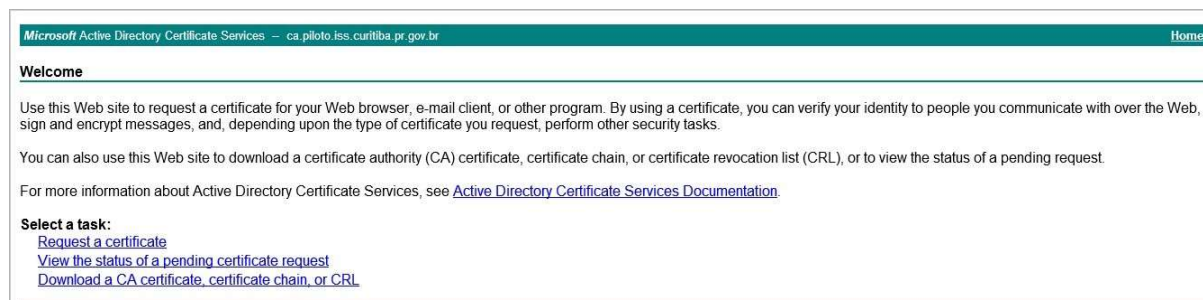 Microsoft Active Directory Certificate Services – ca.piloto.iss.curitiba.pr.gov.br Home
Welcome
Use this Web site to request a certificate for your Web browser, e-mail client, or other program. By using a certificate, you can verify your identity to people you communicate with over the Web,
sign and encrypt messages, and, depending upon the type of certificate you request, perform other security tasks.
You can also use this Web site to download a certificate authority (CA) certificate, certificate chain, or certificate revocation list (CRL), or to view the status of a pending request.
For more information about Active Directory Certificate Services, see Active Directory Certificate Services Documentation.
Select a task:
Request a certificate
View the status of a pending certificate request
Download a CA certificate, certificate chain, or CRL